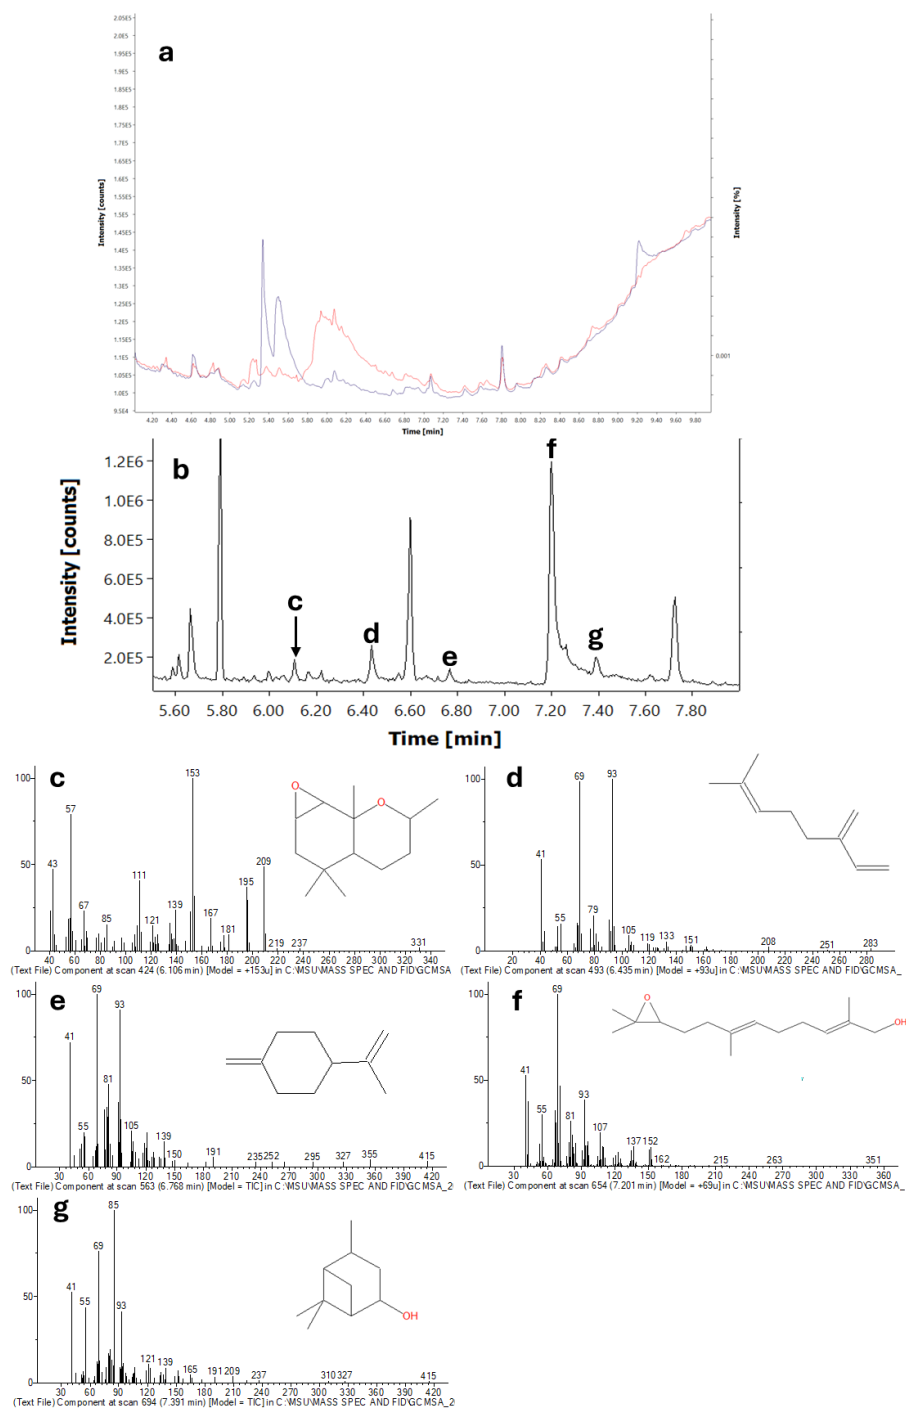 a
2.05E5
2E5
1.95E5
1.9E5
1.85E5
1.8E5
1.75E5
1.7E5
1.65E5
1.6E5
1.55E5
1.5E5
1.45E5
1.4E5
1.35E5
1.3E5
1.25E5
1.2E5
1.15E5
1.1E5
1.05E5
1.0E5
9.5E4
Intensity [counts]
Intensity [%]
0.001
4.20 4.40 4.60 4.80 5.00 5.20 5.40 5.60 5.80 6.00 6.20 6.40 6.60 6.80 7.00 7.20 7.40 7.60 7.80 8.00 8.20 8.40 8.60 8.80 9.00 9.20 9.40 9.60 9.80
Time [min]
b
f
c
d
e
g
1.2E6
1.0E6
8.0E5
6.0E5
4.0E5
2.0E5
Intensity [counts]
5.60 5.80 6.00 6.20 6.40 6.60 6.80 7.00 7.20 7.40 7.60 7.80
Time [min]
c
100
50
0
43 57 67 85 111 121 139 153 167 181 195 209 219 237 331
O
O
40 60 80 100 120 140 160 180 200 220 240 260 280 300 320 340
(Text File) Component at scan 424 (6.106 min) [Model = +153u] in C:\MSU\MASS SPEC AND FID\GCMSA_
d
100
50
0
41 55 69 79 93 105 119 133 151 208 251 283
20 40 60 80 100 120 140 160 180 200 220 240 260 280
(Text File) Component at scan 493 (6.435 min) [Model = +93u] in C:\MSU\MASS SPEC AND FID\GCMSA_
e
100
50
0
41 55 69 81 93 105 139 150 191 235 252 295 327 355 415
30 60 90 120 150 180 210 240 270 300 330 360 390 420
(Text File) Component at scan 563 (6.768 min) [Model = TIC] in C:\MSU\MASS SPEC AND FID\GCMSA_2(
f
100
50
0
41 55 69 81 93 107 137 152 162 215 263 351
O
OH
30 60 90 120 150 180 210 240 270 300 330 360
(Text File) Component at scan 654 (7.201 min) [Model = +69u] in C:\MSU\MASS SPEC AND FID\GCMSA_
g
100
50
0
41 55 69 85 93 121 139 165 191 209 237 310 327 415
OH
30 60 90 120 150 180 210 240 270 300 330 360 390 420
(Text File) Component at scan 694 (7.391 min) [Model = TIC] in C:\MSU\MASS SPEC AND FID\GCMSA_2(